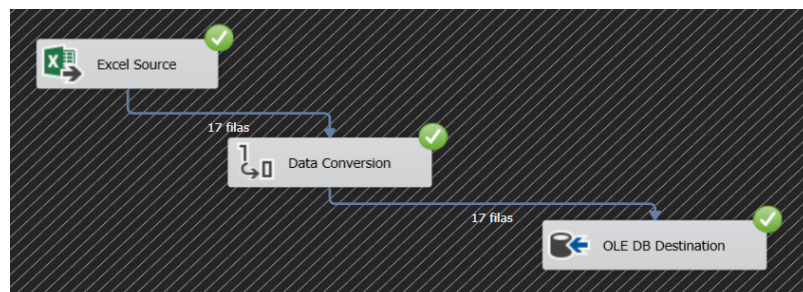 Excel Source
17 filas
Data Conversion
17 filas
OLE DB Destination